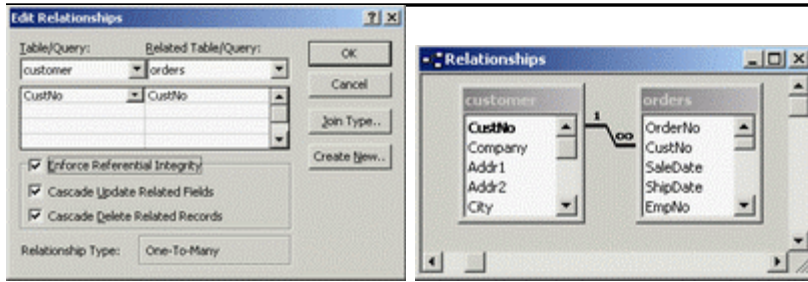 Edit Relationships
Table/Query: Related Table/Query:
customer orders
CustNo CustNo
Enforce Referential Integrity
Cascade Update Related Fields
Cascade Delete Related Records
Relationship Type: One-To-Many
OK
Cancel
Join Type..
Create New..
Relationships
customer
CustNo
Company
Addr1
Addr2
City
1
∞
orders
OrderNo
CustNo
SaleDate
ShipDate
EmpNo